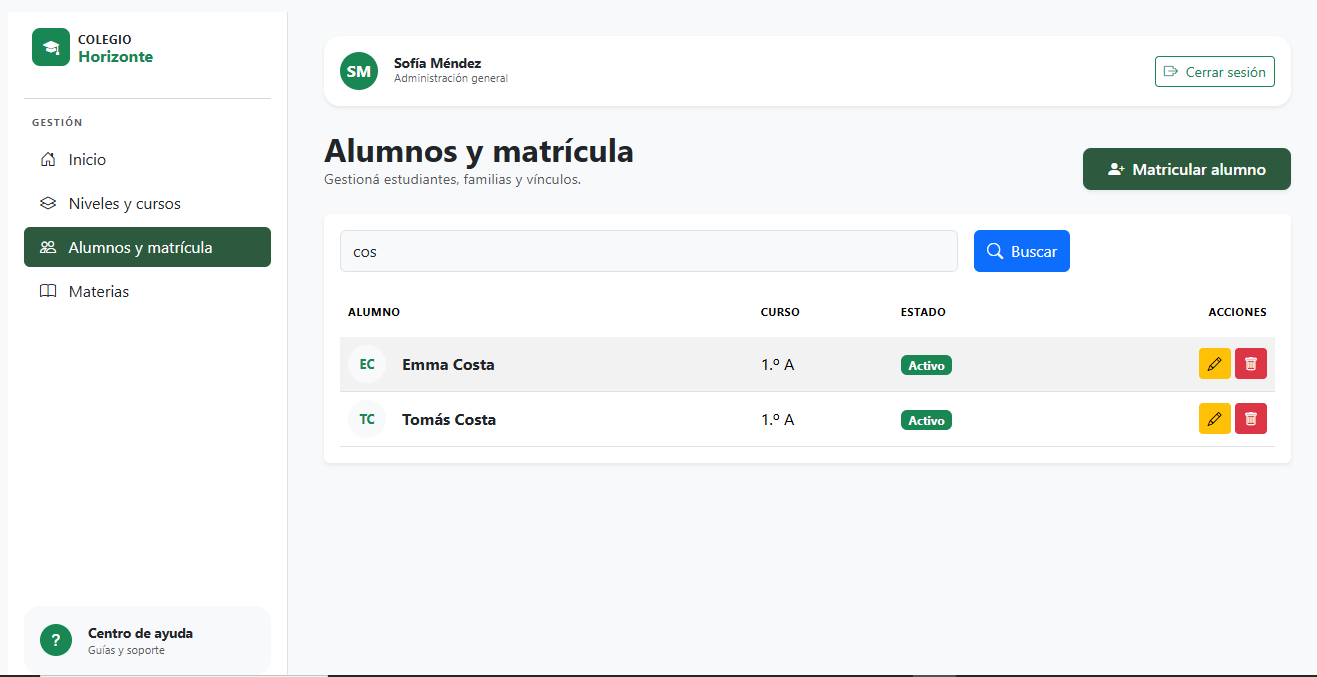 COLEGIO
Horizonte
GESTIÓN
Inicio
Niveles y cursos
Alumnos y matrícula
Materias
?
Centro de ayuda
Guías y soporte
SM
Sofía Méndez
Administración general
Cerrar sesión
Alumnos y matrícula
Gestioná estudiantes, familias y vínculos.
Matricular alumno
cos
Buscar
ALUMNO CURSO ESTADO ACCIONES
EC Emma Costa 1.º A Activo
TC Tomás Costa 1.º A Activo